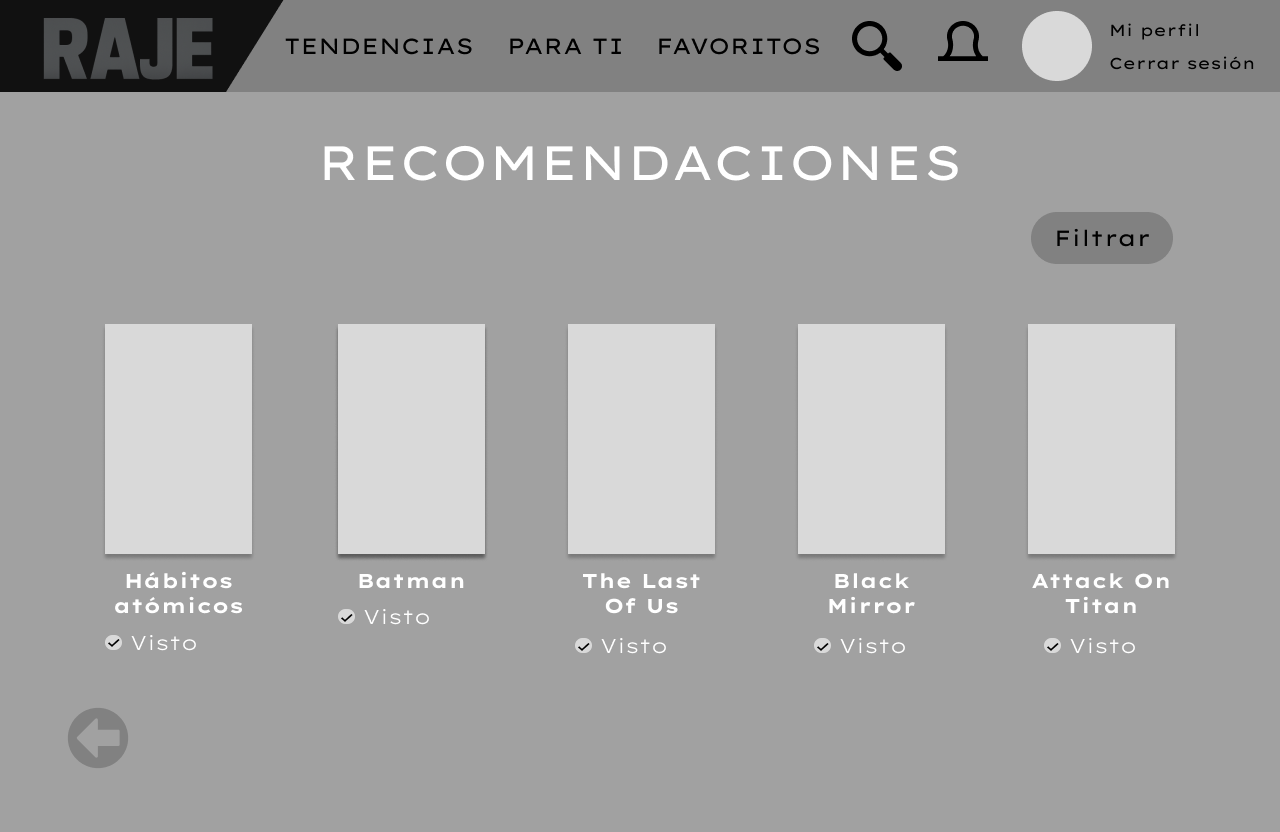 RAJE
TENDENCIAS
PARA TI
FAVORITOS
Mi perfil
Cerrar sesión
RECOMENDACIONES
Filtrar
Hábitos
atómicos
Visto
Batman
Visto
The Last
Of Us
Visto
Black
Mirror
Visto
Attack On
Titan
Visto